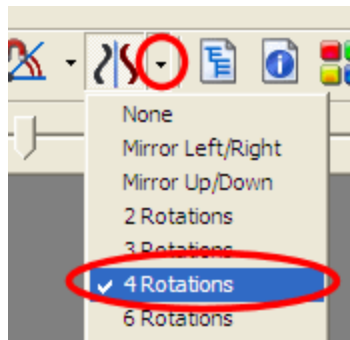 None
Mirror Left/Right
Mirror Up/Down
2 Rotations
3 Rotations
4 Rotations
6 Rotations